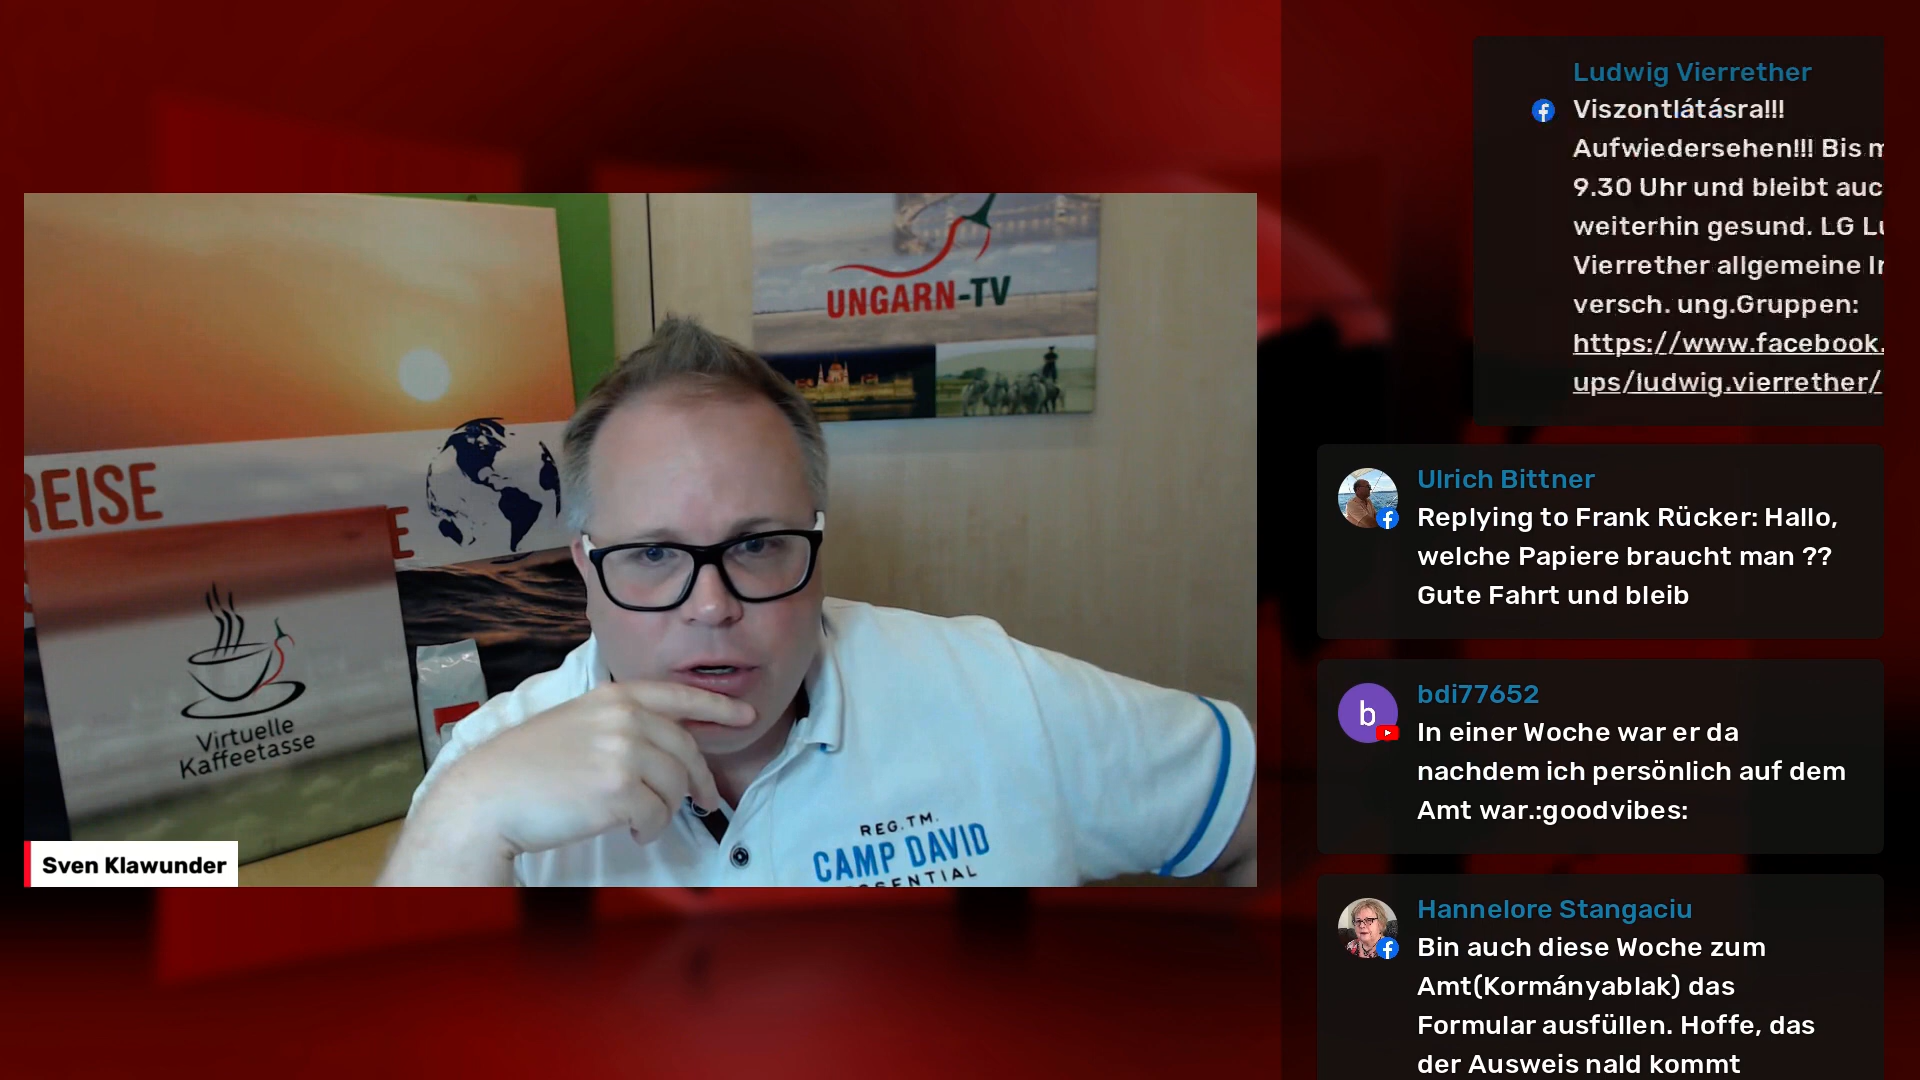 UNGARN-TV
REISE
E
Virtuelle
Kaffeetasse
REG.TM.
CAMP DAVID
ESSENTIAL
Sven Klawunder
Ludwig Vierrether
Viszontlátásra!!!
Aufwiedersehen!!! Bis m
9.30 Uhr und bleibt auc
weiterhin gesund. LG Lu
Vierrether allgemeine In
versch. ung.Gruppen:
https://www.facebook.
ups/ludwig.vierrether/
Ulrich Bittner
Replying to Frank Rücker: Hallo,
welche Papiere braucht man ??
Gute Fahrt und bleib
b
bdi77652
In einer Woche war er da
nachdem ich persönlich auf dem
Amt war.:goodvibes:
Hannelore Stangaciu
Bin auch diese Woche zum
Amt(Kormányablak) das
Formular ausfüllen. Hoffe, das
der Ausweis nald kommt